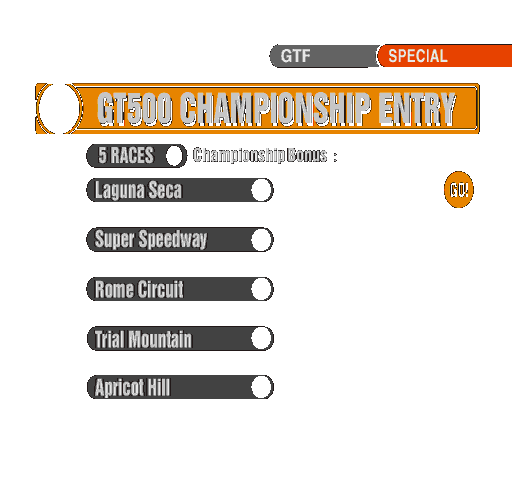 GTF SPECIAL
GT500 CHAMPIONSHIP ENTRY
5 RACES Championship Bonus :
Laguna Seca
GO!
Super Speedway
Rome Circuit
Trial Mountain
Apricot Hill